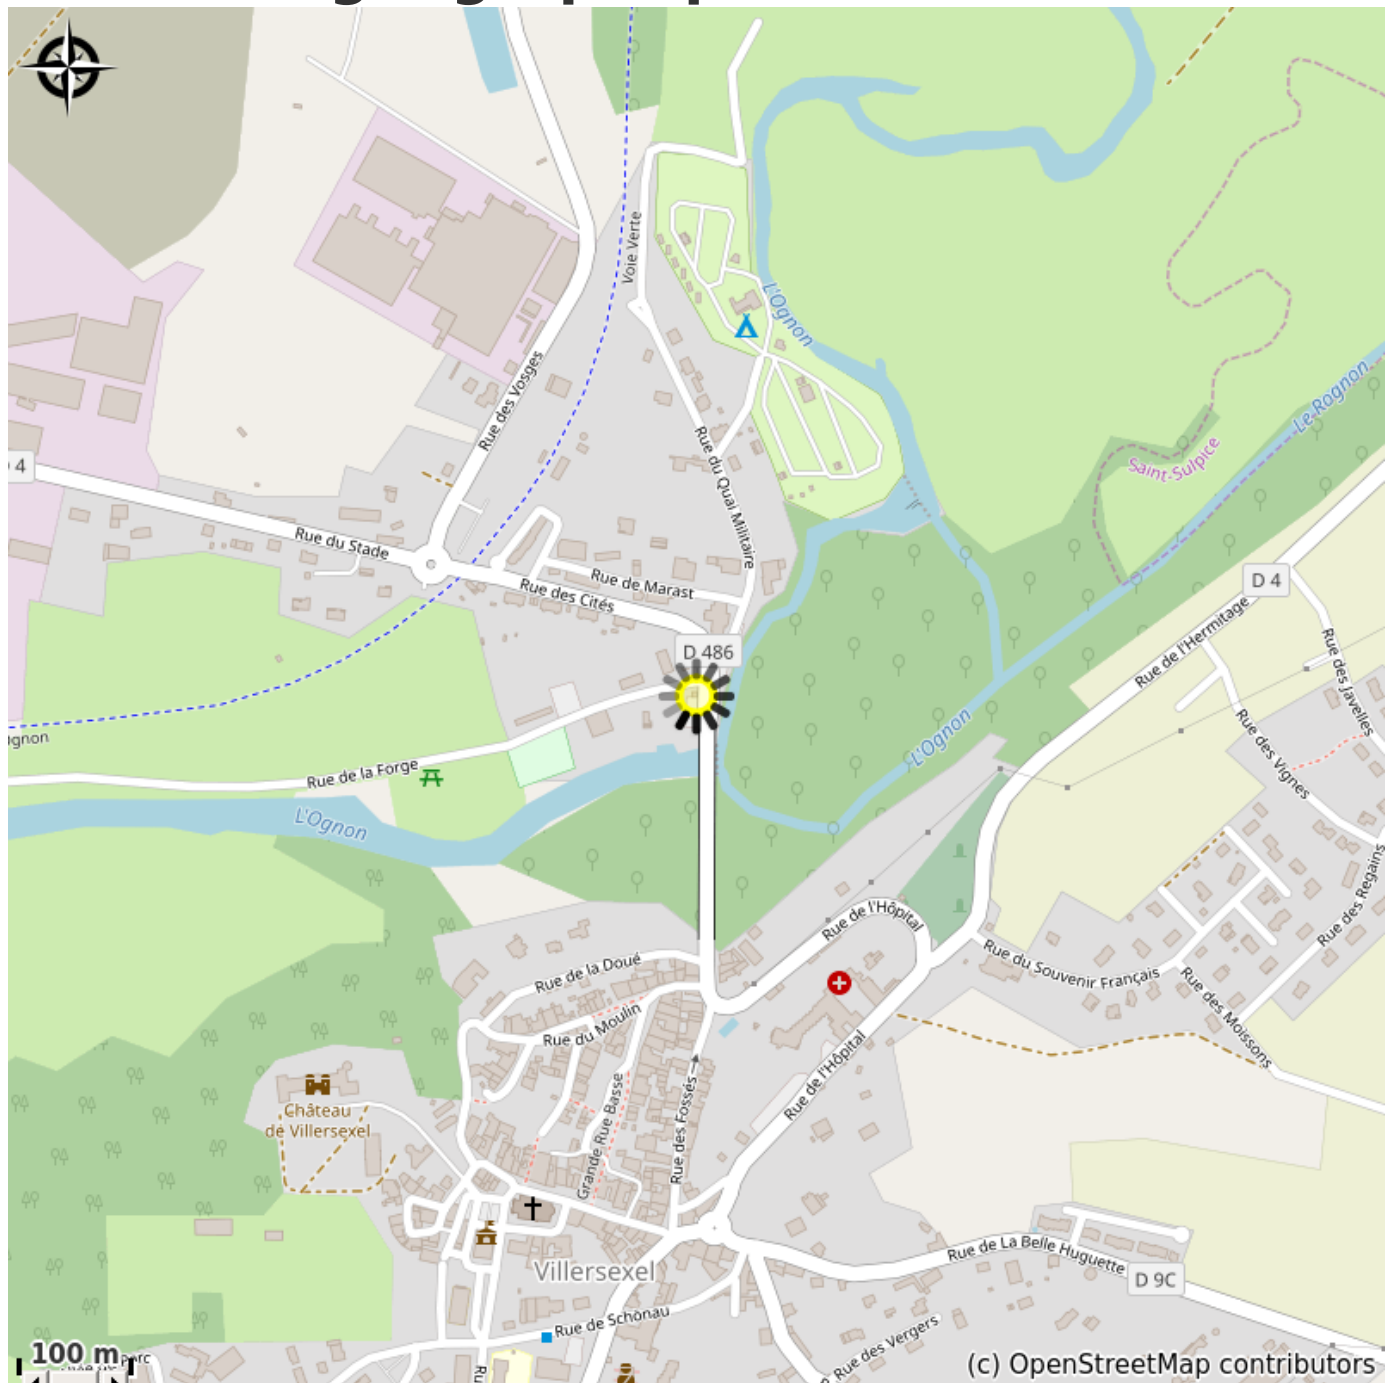 L'Ognon
Voie Verte
Rue des Vosges
Le Rognon
Saint-Sulpice
Rue du Quai Militaire
4
Rue du Stade
Rue de Marast
Rue des Cités
D 4
Rue de l'Hermitage
Rue des Javelles
D 486
L'Ognon
Rue des Vignes
Rue de la Forge
L'Ognon
Rue des Regains
Rue de l'Hôpital
Rue de la Doué
Rue du Souvenir Français
Rue des Moissons
Rue du Moulin
Rue de l'Hôpital
Château
de Villersexel
Grande Rue Basse
Rue des Fossés
Rue de La Belle Huguette
Villersexel
D 9C
Rue de Schönau
Rue des Vergers
100 m
(c) OpenStreetMap contributors